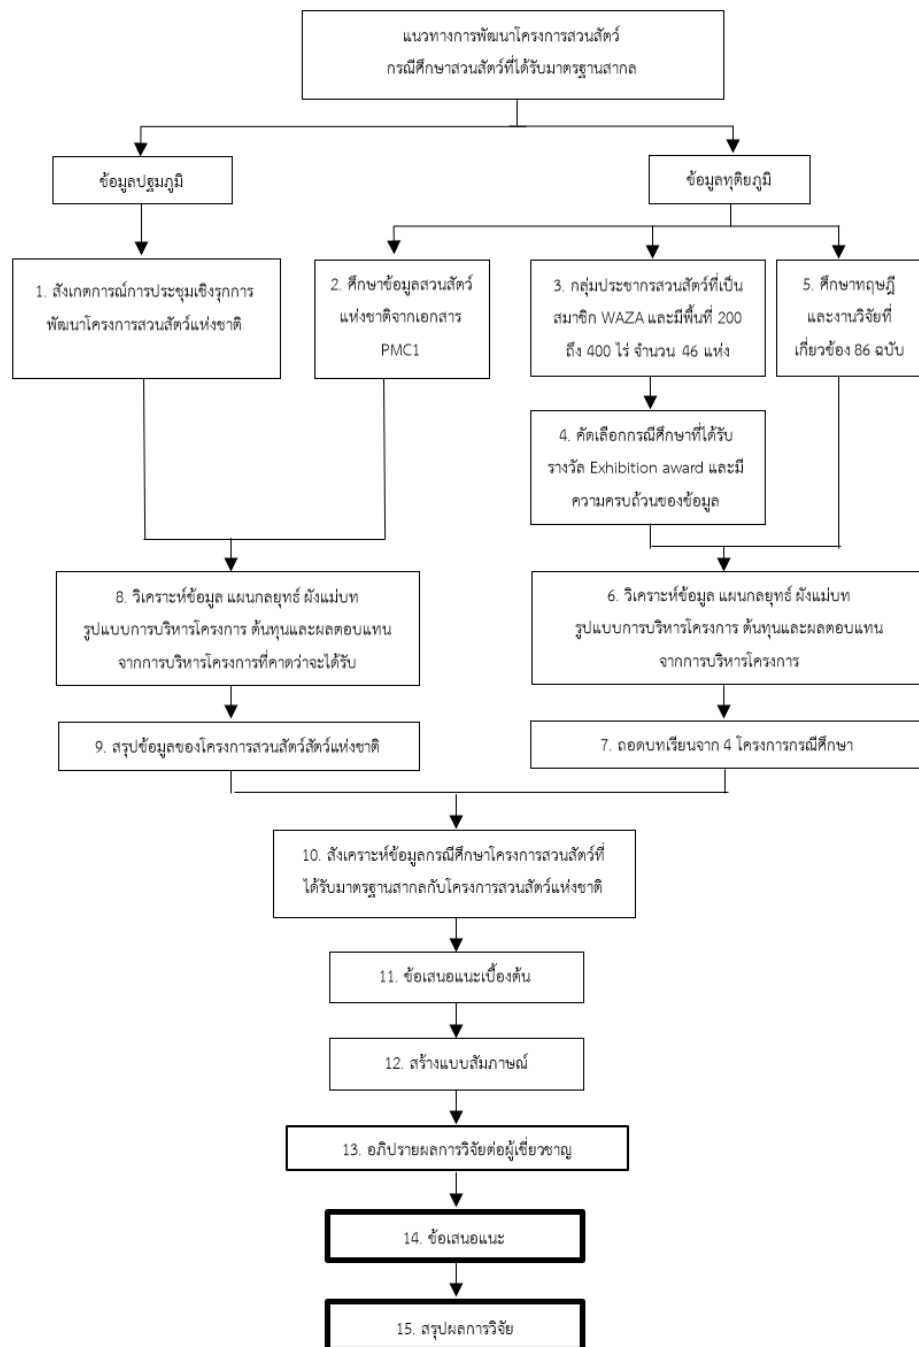 แนวทางการพัฒนาโครงการสวนสัตว์
กรณีศึกษาสวนสัตว์ที่ได้รับมาตรฐานสากล
ข้อมูลปฐมภูมิ
ข้อมูลทุติยภูมิ
1. สังเกตการณ์การประชุมเชิงรุกการ
พัฒนาโครงการสวนสัตว์แห่งชาติ
2. ศึกษาข้อมูลสวนสัตว์
แห่งชาติจากเอกสาร
PMC1
3. กลุ่มประชากรสวนสัตว์ที่เป็น
สมาชิก WAZA และมีพื้นที่ 200
ถึง 400 ไร่ จำนวน 46 แห่ง
5. ศึกษาทฤษฎี
และงานวิจัยที่
เกี่ยวข้อง 86 ฉบับ
4. คัดเลือกกรณีศึกษาที่ได้รับ
รางวัล Exhibition award และมี
ความครบถ้วนของข้อมูล
8. วิเคราะห์ข้อมูล แผนกลยุทธ์ ผังแม่บท
รูปแบบการบริหารโครงการ ต้นทุนและผลตอบแทน
จากการบริหารโครงการที่คาดว่าจะได้รับ
6. วิเคราะห์ข้อมูล แผนกลยุทธ์ ผังแม่บท
รูปแบบการบริหารโครงการ ต้นทุนและผลตอบแทน
จากการบริหารโครงการ
9. สรุปข้อมูลของโครงการสวนสัตว์สัตว์แห่งชาติ
7. ถอดบทเรียนจาก 4 โครงการกรณีศึกษา
10. สังเคราะห์ข้อมูลกรณีศึกษาโครงการสวนสัตว์ที่
ได้รับมาตรฐานสากลกับโครงการสวนสัตว์แห่งชาติ
11. ข้อเสนอแนะเบื้องต้น
12. สร้างแบบสัมภาษณ์
13. อภิปรายผลการวิจัยต่อผู้เชี่ยวชาญ
14. ข้อเสนอแนะ
15. สรุปผลการวิจัย